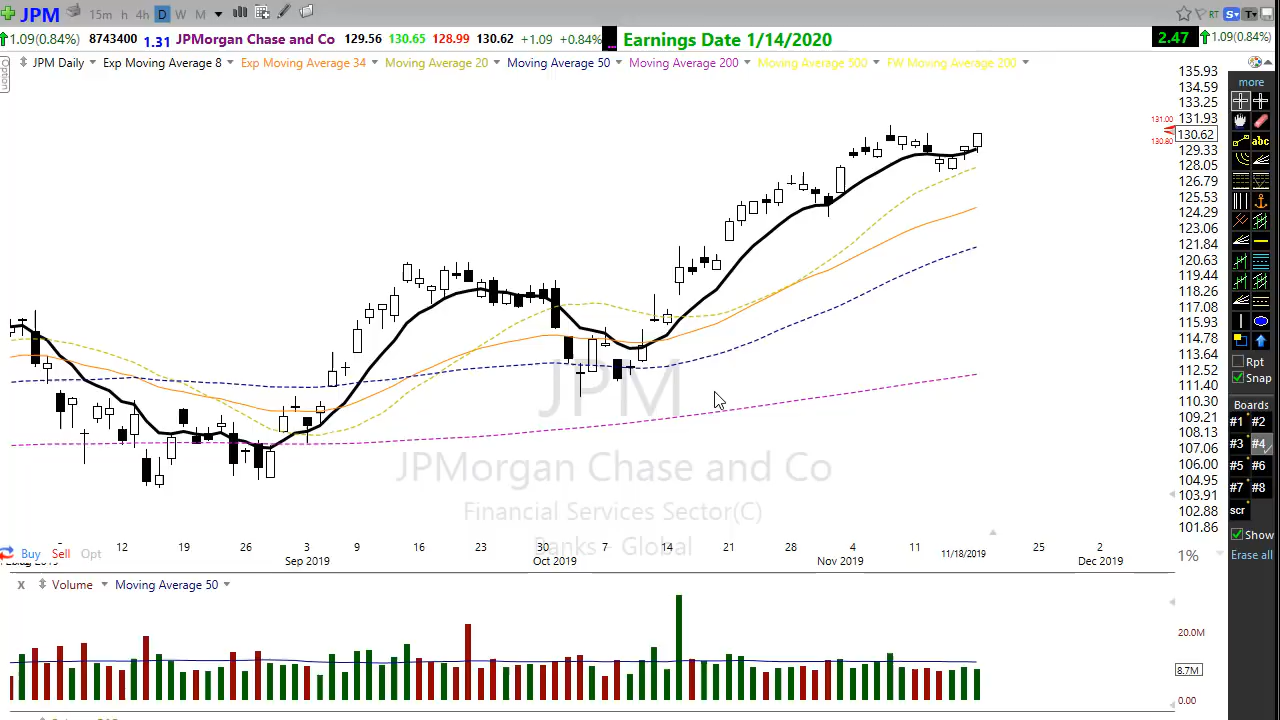 JPM 15m h 4h D W M RT S T
1.09(0.84%) 8743400 1.31 JPMorgan Chase and Co 129.56 130.65 128.99 130.62 +1.09 +0.84% Earnings Date 1/14/2020 2.47 1.09(0.84%)
Option
JPM Daily Exp Moving Average 8 Exp Moving Average 34 Moving Average 20 Moving Average 50 Moving Average 200 Moving Average 500 FW Moving Average 200
135.93
134.59
133.25
131.93
131.00
130.62
130.80
129.33
128.05
126.79
125.53
124.29
123.06
121.84
120.63
119.44
118.26
117.08
115.93
114.78
113.64
112.52
111.40
110.30
109.21
108.13
107.06
106.00
104.95
103.91
102.88
101.86
more
abc
Rpt
Snap
Boards
#1 #2
#3 #4
#5 #6
#7 #8
scr
Show
Erase all
JPM
JPMorgan Chase and Co
Financial Services Sector(C)
Banks - Global
12 19 26 3 9 16 23 30 7 14 21 28 4 11 11/18/2019 25 2
Sep 2019 Oct 2019 Nov 2019 Dec 2019
Buy Sell Opt
1%
X Volume Moving Average 50
20.0M
8.7M
0.00